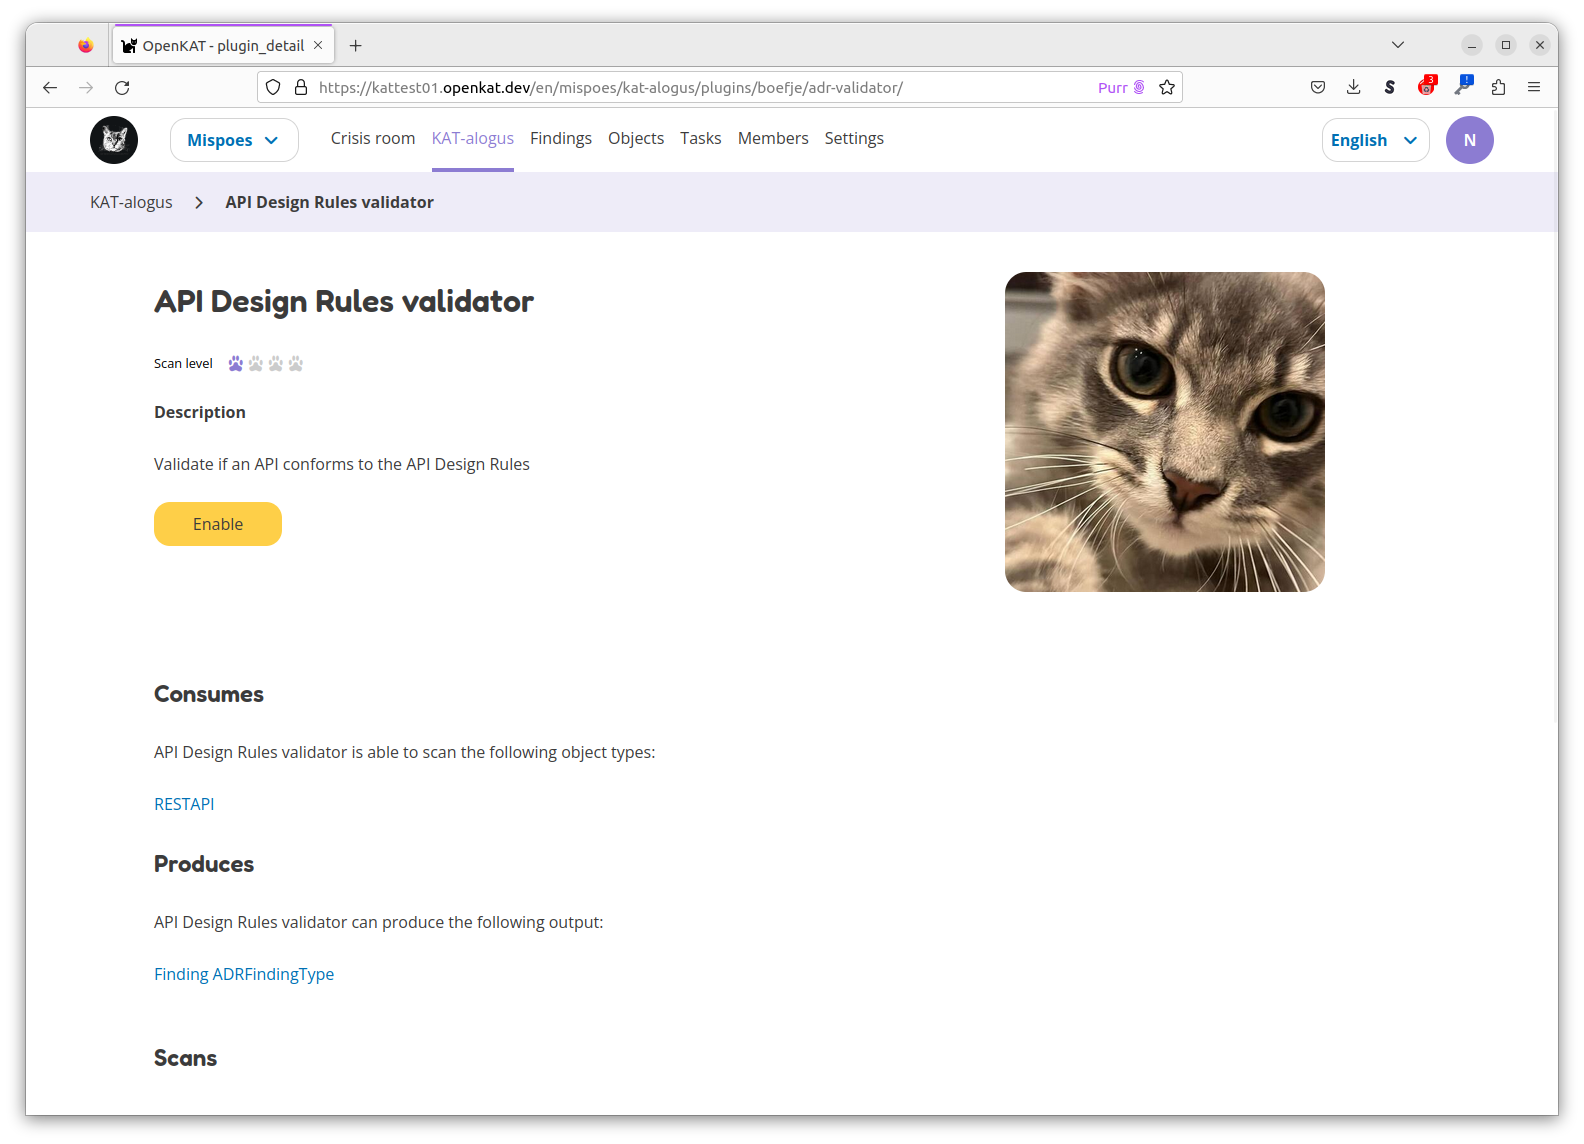 OpenKAT - plugin_detail
https://kattest01.openkat.dev/en/mispoes/kat-alogus/plugins/boefje/adr-validator/ Purr
3
!
Mispoes Crisis room KAT-alogus Findings Objects Tasks Members Settings English N
KAT-alogus > API Design Rules validator
API Design Rules validator
Scan level
Description
Validate if an API conforms to the API Design Rules
Enable
Consumes
API Design Rules validator is able to scan the following object types:
RESTAPI
Produces
API Design Rules validator can produce the following output:
Finding ADRFindingType
Scans